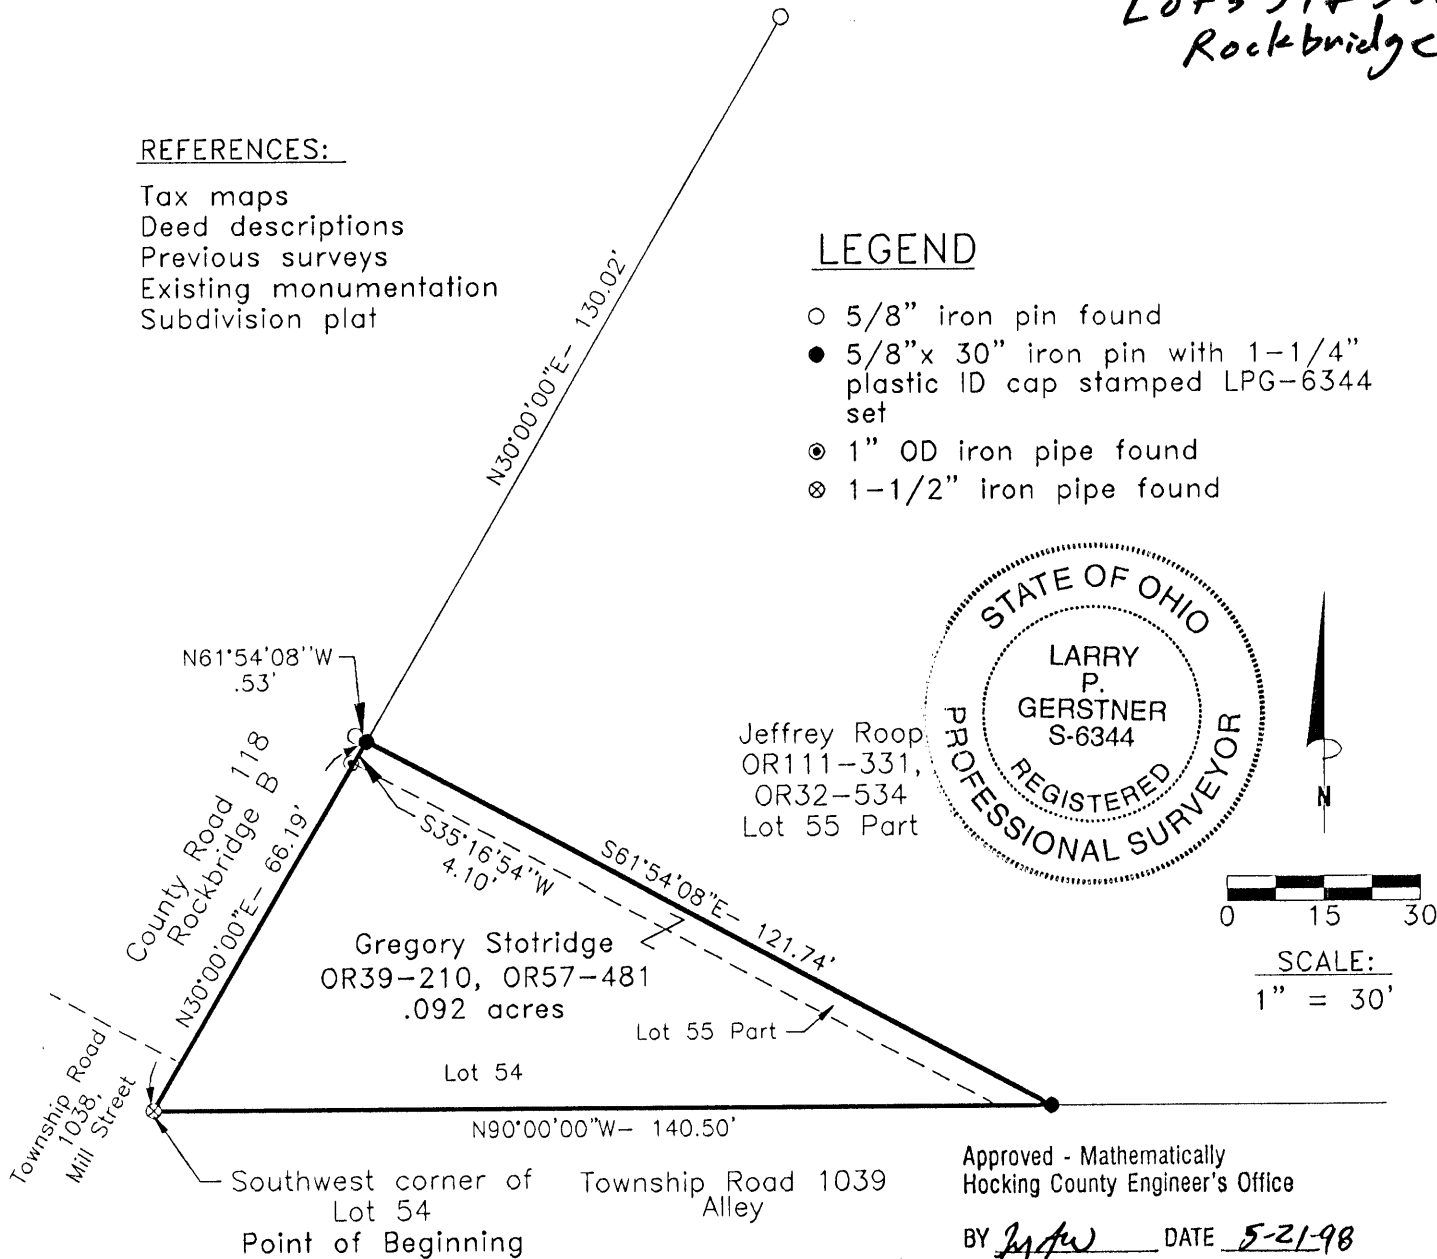 Rockbridge
REFERENCES:
Tax maps
Deed descriptions
Previous surveys
Existing monumentation
Subdivision plat
LEGEND
5/8" iron pin found
5/8"x 30" iron pin with 1-1/4"
plastic ID cap stamped LPG-6344
set
1" OD iron pipe found
1-1/2" iron pipe found
N30°00'00"E- 130.02'
STATE OF OHIO
LARRY
P.
GERSTNER
S-6344
REGISTERED
PROFESSIONAL SURVEYOR
N
N61°54'08"W
.53'
Jeffrey Roop
OR111-331,
OR32-534
Lot 55 Part
County Road 118
Rockbridge B
N30°00'00"E- 66.19'
S35°16'54"W
4.10'
S61°54'08"E- 121.74'
0 15 30
SCALE:
1" = 30'
Gregory Stotridge
OR39-210, OR57-481
.092 acres
Lot 55 Part
Lot 54
Township Road
1038,
Mill Street
N90°00'00"W- 140.50'
Southwest corner of
Lot 54
Point of Beginning
Township Road 1039
Alley
Approved - Mathematically
Hocking County Engineer's Office
BY DATE 5-21-98